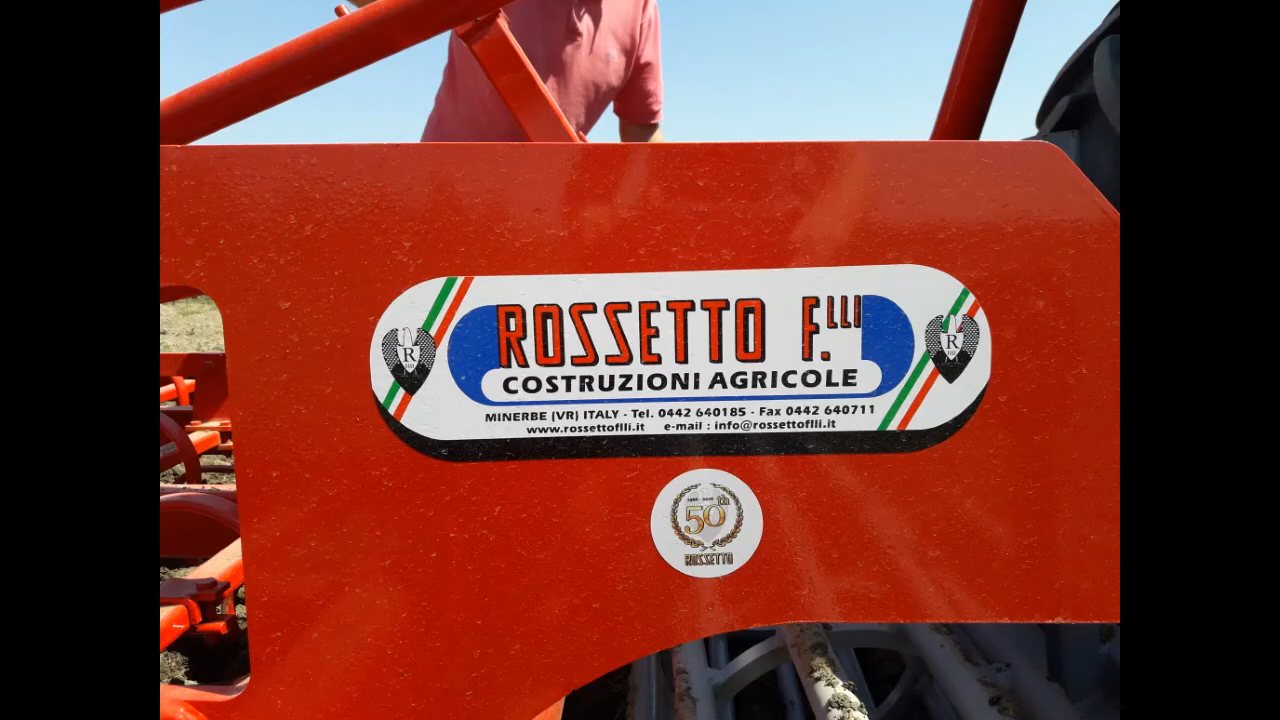 ROSSETTO F.LLI
COSTRUZIONI AGRICOLE
R
R
MINERBE (VR) ITALY - Tel. 0442 640185 - Fax 0442 640711
www.rossettoflli.it e-mail : info@rossettoflli.it
50th
ROSSETTO